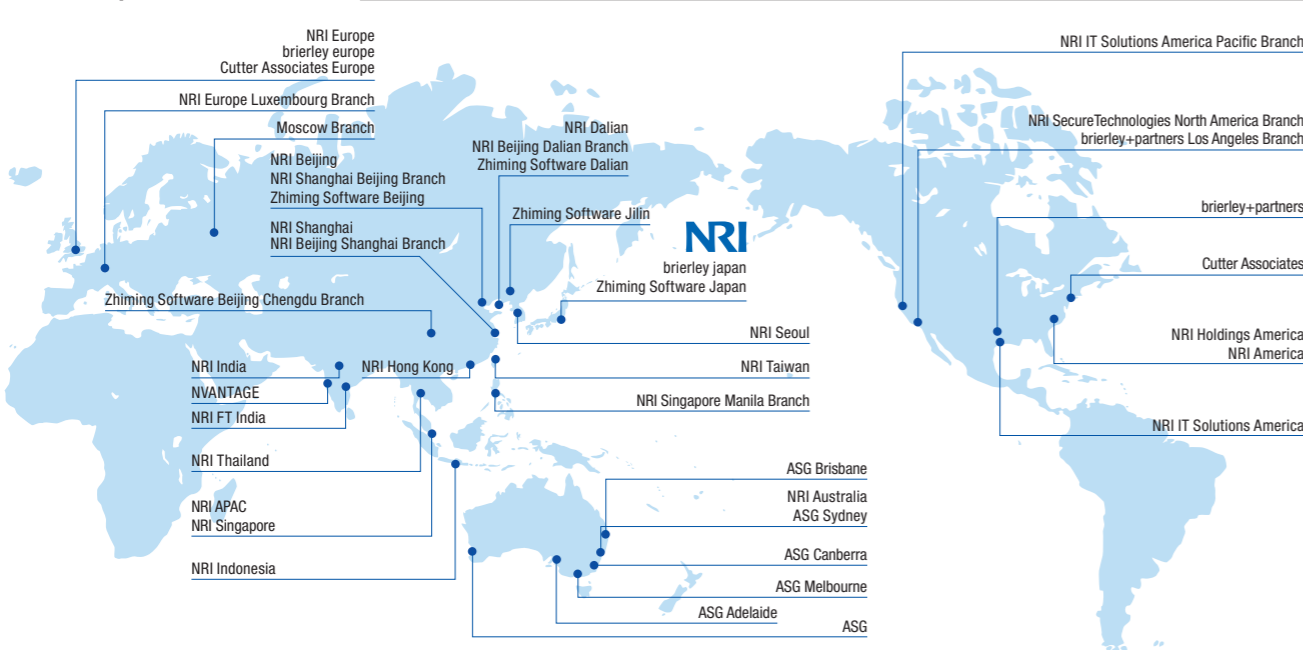 NRI Europe
brierley europe
Cutter Associates Europe
NRI Europe Luxembourg Branch
Moscow Branch
NRI Beijing
NRI Shanghai Beijing Branch
Zhiming Software Beijing
NRI Shanghai
NRI Beijing Shanghai Branch
Zhiming Software Beijing Chengdu Branch
NRI Dalian
NRI Beijing Dalian Branch
Zhiming Software Dalian
Zhiming Software Jilin
NRI
brierley japan
Zhiming Software Japan
NRI Seoul
NRI Taiwan
NRI Singapore Manila Branch
NRI India
NRI Hong Kong
NVANTAGE
NRI FT India
NRI Thailand
NRI APAC
NRI Singapore
NRI Indonesia
ASG Brisbane
NRI Australia
ASG Sydney
ASG Canberra
ASG Melbourne
ASG Adelaide
ASG
NRI IT Solutions America Pacific Branch
NRI SecureTechnologies North America Branch
brierley+partners Los Angeles Branch
brierley+partners
Cutter Associates
NRI Holdings America
NRI America
NRI IT Solutions America